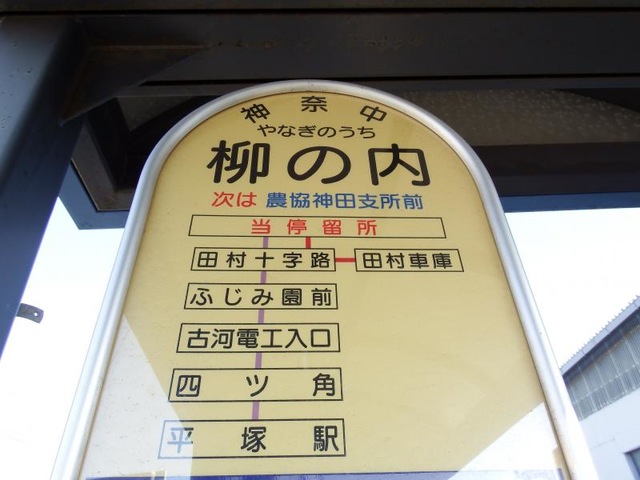 神奈中
やなぎのうち
柳の内
次は 農協神田支所前
当停留所
田村十字路 田村車庫
ふじみ園前
古河電工入口
四ツ角
平塚駅